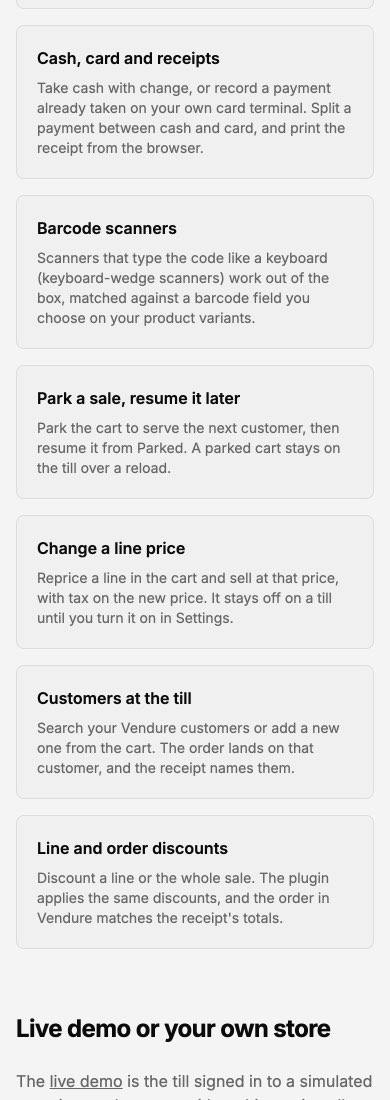 Cash, card and receipts
Take cash with change, or record a payment
already taken on your own card terminal. Split a
payment between cash and card, and print the
receipt from the browser.
Barcode scanners
Scanners that type the code like a keyboard
(keyboard-wedge scanners) work out of the
box, matched against a barcode field you
choose on your product variants.
Park a sale, resume it later
Park the cart to serve the next customer, then
resume it from Parked. A parked cart stays on
the till over a reload.
Change a line price
Reprice a line in the cart and sell at that price,
with tax on the new price. It stays off on a till
until you turn it on in Settings.
Customers at the till
Search your Vendure customers or add a new
one from the cart. The order lands on that
customer, and the receipt names them.
Line and order discounts
Discount a line or the whole sale. The plugin
applies the same discounts, and the order in
Vendure matches the receipt's totals.
Live demo or your own store
The live demo is the till signed in to a simulated